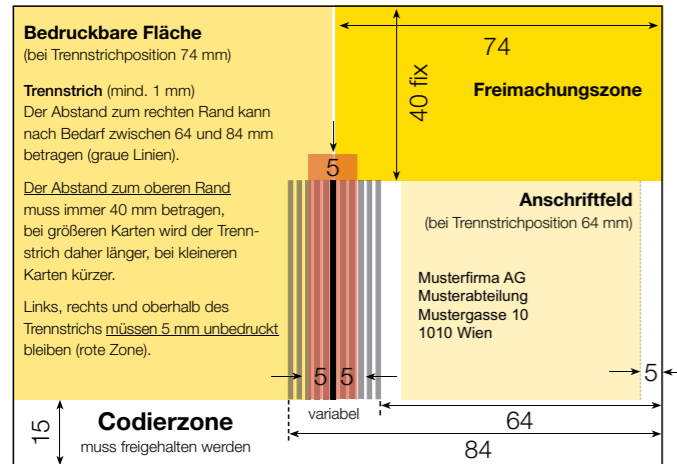 Bedruckbare Fläche
(bei Trennstrichposition 74 mm)
Trennstrich (mind. 1 mm)
Der Abstand zum rechten Rand kann
nach Bedarf zwischen 64 und 84 mm
betragen (graue Linien).
Der Abstand zum oberen Rand
muss immer 40 mm betragen,
bei größeren Karten wird der Trenn-
strich daher länger, bei kleineren
Karten kürzer.
Links, rechts und oberhalb des
Trennstrichs müssen 5 mm unbedruckt
bleiben (rote Zone).
74
40 fix
Freimachungszone
5
Anschriftfeld
(bei Trennstrichposition 64 mm)
Musterfirma AG
Musterabteilung
Mustergasse 10
1010 Wien
5 5
5
variabel
15
Codierzone
muss freigehalten werden
64
84